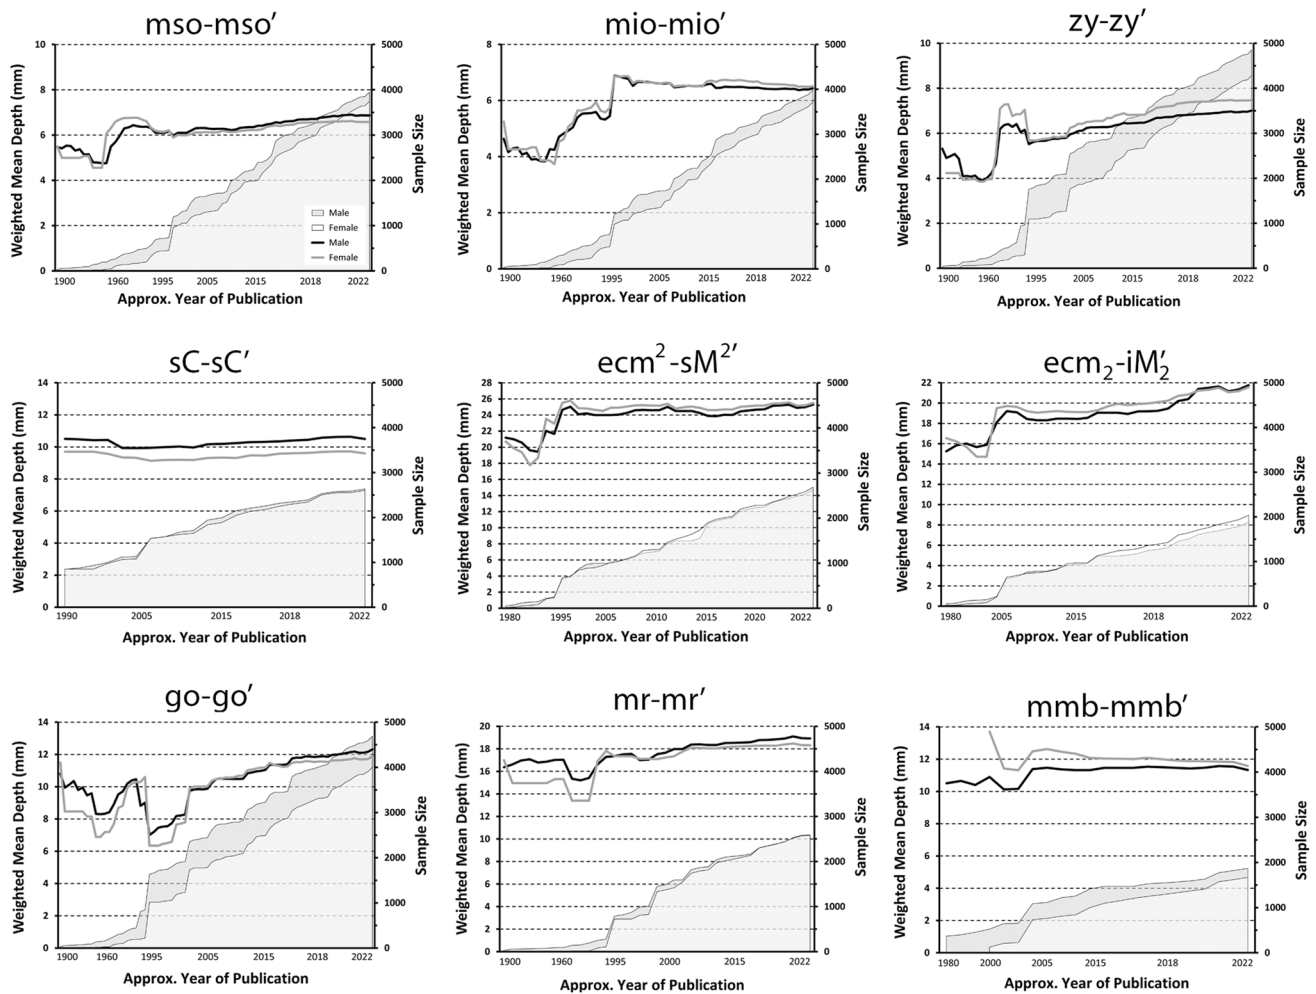 mso-mso’
mio-mio’
zy-zy’
10
8
6
4
2
0
5000
4000
3000
2000
1000
0
Weighted Mean Depth (mm)
Sample Size
Male
Female
Male
Female
1900 1960 1995 2005 2015 2022
Approx. Year of Publication
8
6
4
2
0
5000
4000
3000
2000
1000
0
Weighted Mean Depth (mm)
Sample Size
1900 1960 1995 2005 2015 2022
Approx. Year of Publication
10
8
6
4
2
0
5000
4000
3000
2000
1000
0
Weighted Mean Depth (mm)
Sample Size
1900 1960 1995 2015 2018 2022
Approx. Year of Publication
sC-sC’
ecm²-sM²’
ecm₂-iM₂’
14
12
10
8
6
4
2
0
5000
4000
3000
2000
1000
0
Weighted Mean Depth (mm)
Sample Size
1990 2005 2015 2018 2022
Approx. Year of Publication
28
26
24
22
20
18
16
14
12
10
8
6
4
2
0
5000
4000
3000
2000
1000
0
Weighted Mean Depth (mm)
Sample Size
1980 1995 2005 2010 2015 2020 2022
Approx. Year of Publication
22
20
18
16
14
12
10
8
6
4
2
0
5000
4000
3000
2000
1000
0
Weighted Mean Depth (mm)
Sample Size
1980 2005 2015 2018 2022
Approx. Year of Publication
go-go’
mr-mr’
mmb-mmb’
14
12
10
8
6
4
2
0
5000
4000
3000
2000
1000
0
Weighted Mean Depth (mm)
Sample Size
1900 1960 1995 2005 2015 2018 2022
Approx. Year of Publication
20
18
16
14
12
10
8
6
4
2
0
5000
4000
3000
2000
1000
0
Weighted Mean Depth (mm)
Sample Size
1900 1960 1995 2000 2015 2022
Approx. Year of Publication
14
12
10
8
6
4
2
0
5000
4000
3000
2000
1000
0
Weighted Mean Depth (mm)
Sample Size
1980 2000 2005 2015 2018 2022
Approx. Year of Publication